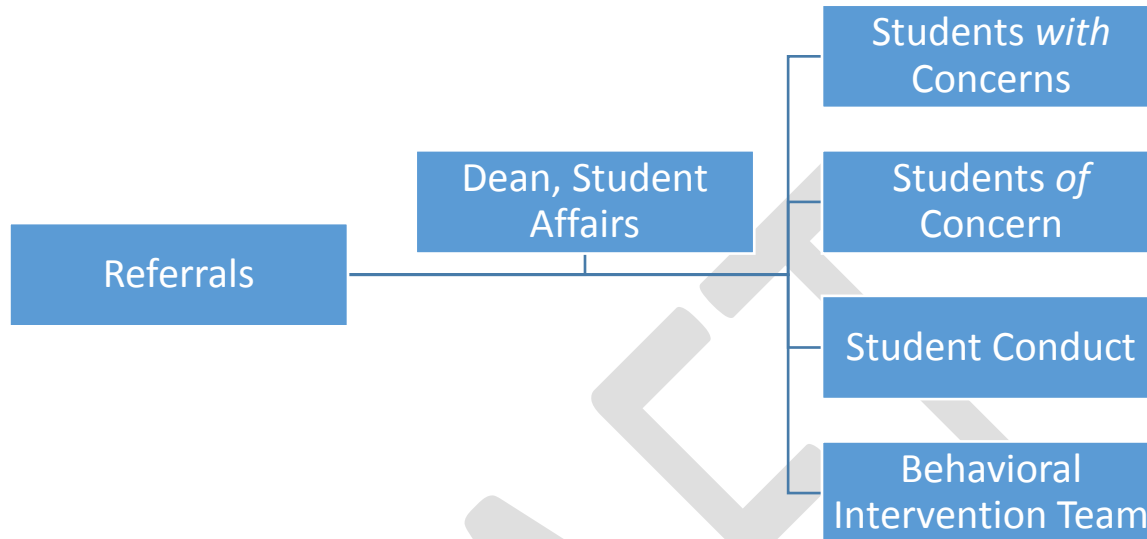 Students with
Concerns
Dean, Student
Affairs
Students of
Concern
Referrals
Student Conduct
Behavioral
Intervention Team